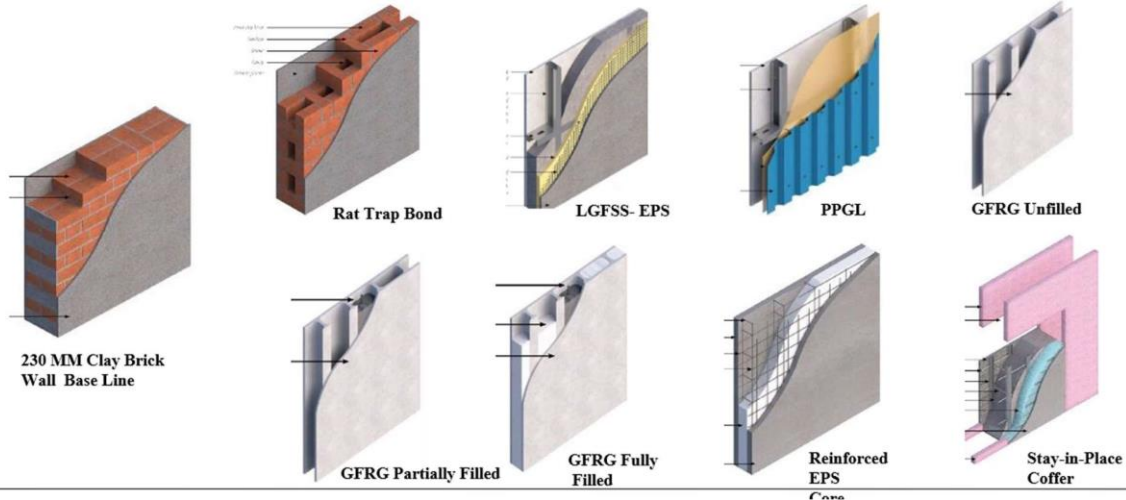 Rat Trap Bond
LGFSS- EPS
PPGL
GFRG Unfilled
230 MM Clay Brick
Wall Base Line
GFRG Partially Filled
GFRG Fully
Filled
Reinforced
EPS
Core
Stay-in-Place
Coffer